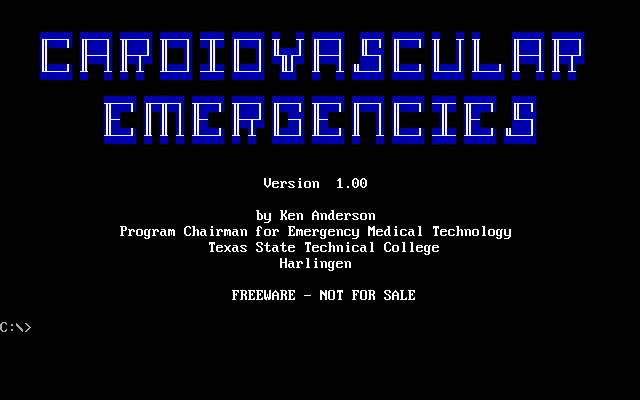 CARDIOVASCULAR
EMERGENCIES
Version 1.00
by Ken Anderson
Program Chairman for Emergency Medical Technology
Texas State Technical College
Harlingen
FREEWARE - NOT FOR SALE
C:\>